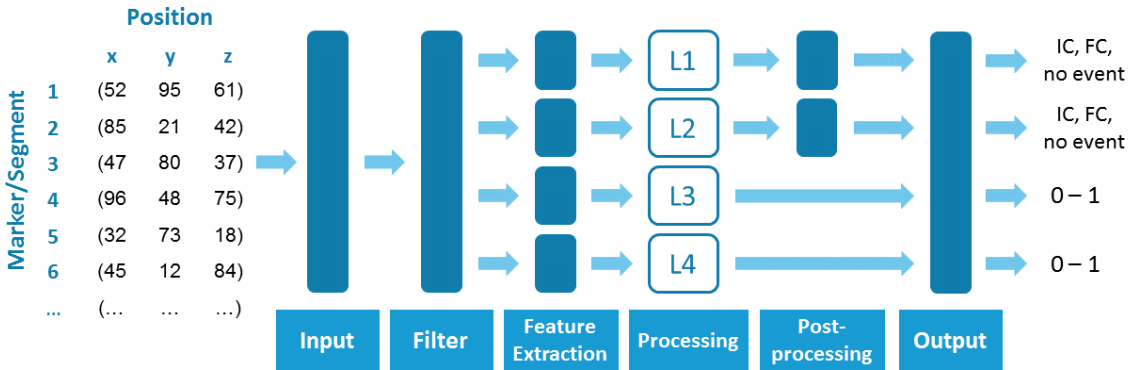 Position
x y z
Marker/Segment
1 (52 95 61)
2 (85 21 42)
3 (47 80 37)
4 (96 48 75)
5 (32 73 18)
6 (45 12 84)
... (... ... ...)
L1
L2
L3
L4
IC, FC,
no event
IC, FC,
no event
0 – 1
0 – 1
Input
Filter
Feature
Extraction
Processing
Post-
processing
Output